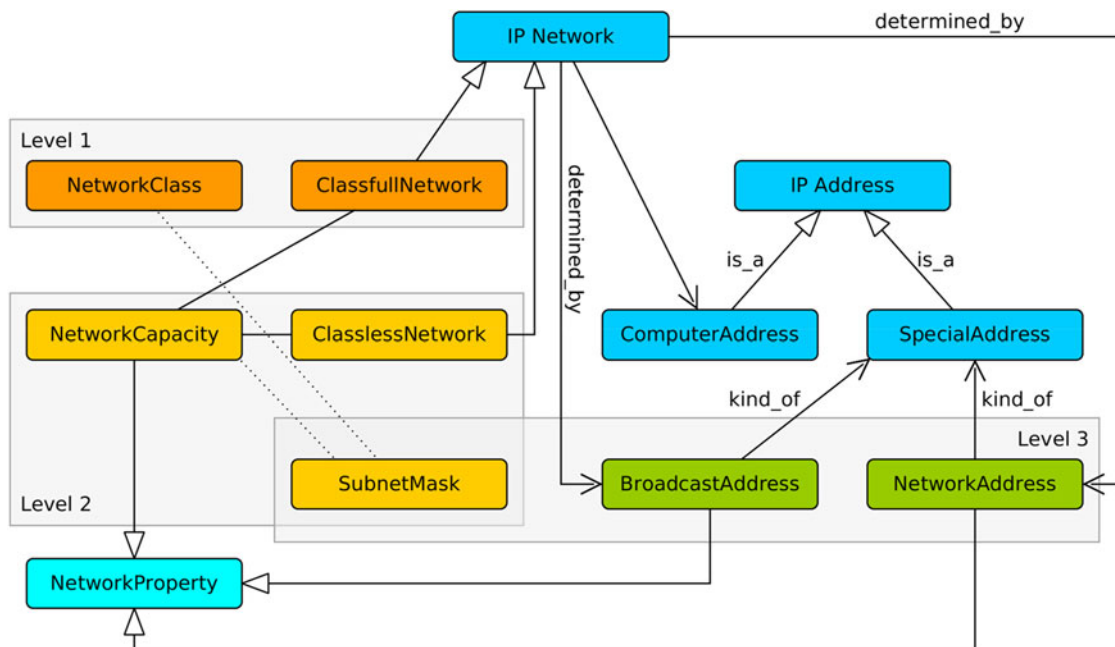 IP Network
determined_by
Level 1
NetworkClass
ClassfullNetwork
determined_by
IP Address
is_a
is_a
NetworkCapacity
ClasslessNetwork
ComputerAddress
SpecialAddress
kind_of
kind_of
Level 3
SubnetMask
BroadcastAddress
NetworkAddress
Level 2
NetworkProperty